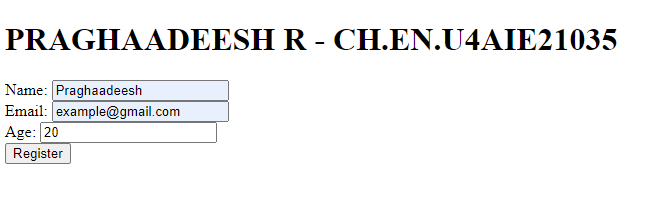 PRAGHAADEESH R - CH.EN.U4AIE21035
Name: Praghaadeesh
Email: example@gmail.com
Age: 20
Register